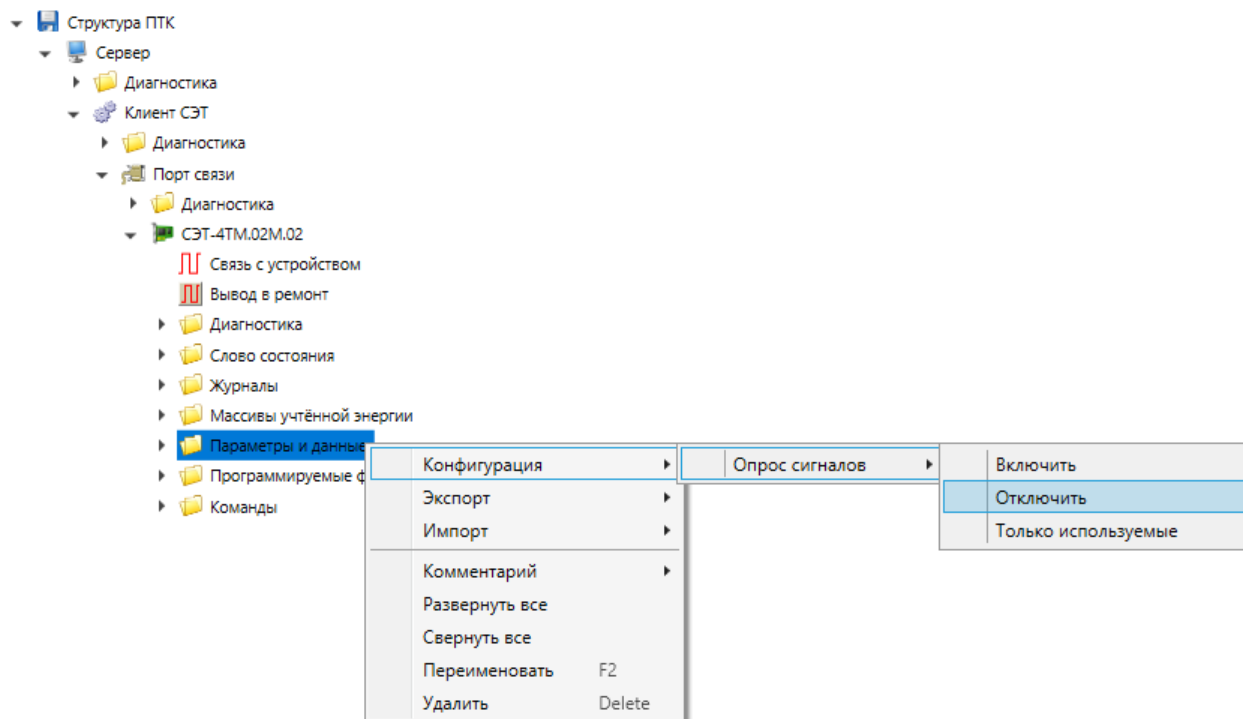 Структура ПТК
Сервер
Диагностика
Клиент СЭТ
Диагностика
Порт связи
Диагностика
СЭТ-4ТМ.02М.02
Связь с устройством
Вывод в ремонт
Диагностика
Слово состояния
Журналы
Массивы учтённой энергии
Параметры и данные
Программируемые ф
Команды
Конфигурация
Экспорт
Импорт
Комментарий
Развернуть все
Свернуть все
Переименовать F2
Удалить Delete
Опрос сигналов
Включить
Отключить
Только используемые